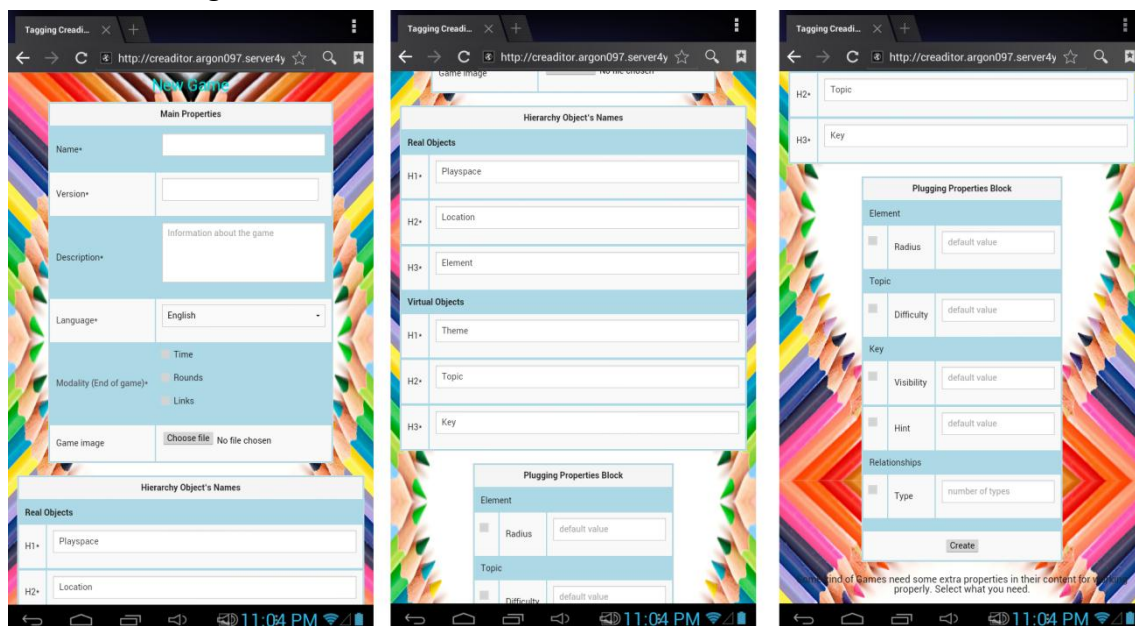 Tagging Creadi...
http://creaditor.argon097.server4y
New Game
Main Properties
Name*
Version*
Information about the game
Description*
Language* English
Time
Modality (End of game)* Rounds
Links
Game image Choose file No file chosen
Hierarchy Object's Names
Real Objects
H1* Playspace
H2* Location
11:04 PM
Tagging Creadi...
http://creaditor.argon097.server4y
Game image No file chosen
Hierarchy Object's Names
Real Objects
H1* Playspace
H2* Location
H3* Element
Virtual Objects
H1* Theme
H2* Topic
H3* Key
Plugging Properties Block
Element
Radius default value
Topic
Difficulty default value
11:04 PM
Tagging Creadi...
http://creaditor.argon097.server4y
H2* Topic
H3* Key
Plugging Properties Block
Element
Radius default value
Topic
Difficulty default value
Key
Visibility default value
Hint default value
Relationships
Type number of types
Create
Some kind of Games need some extra properties in their content for working
properly. Select what you need.
11:04 PM